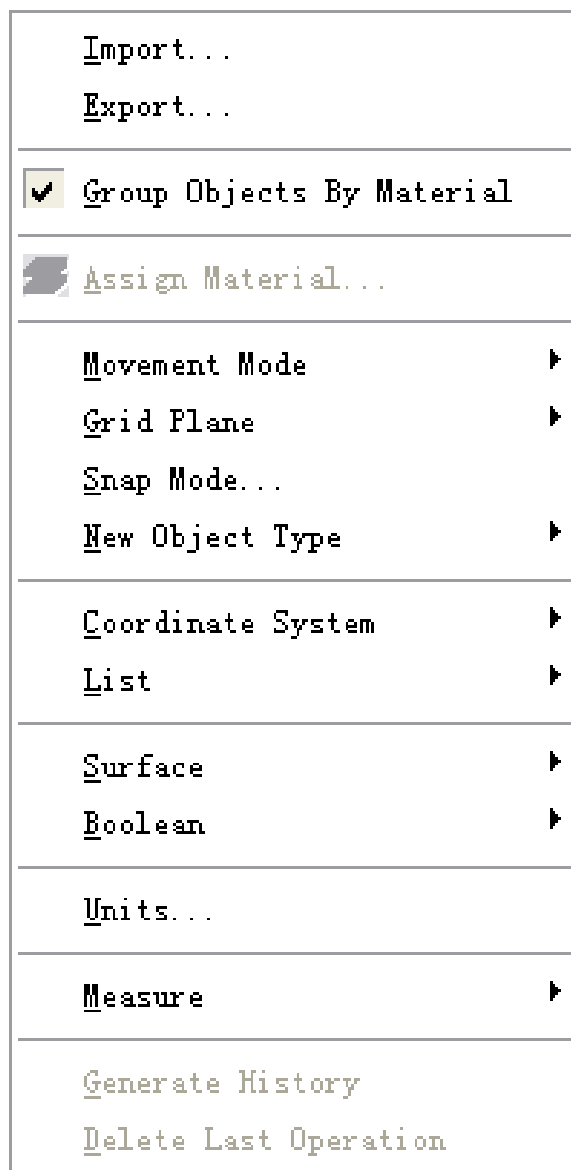 Import...
Export...
Group Objects By Material
Assign Material...
Movement Mode
Grid Plane
Snap Mode...
New Object Type
Coordinate System
List
Surface
Boolean
Units...
Measure
Generate History
Delete Last Operation